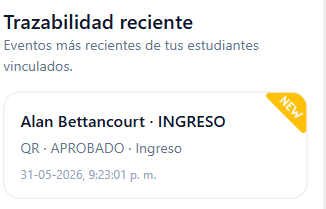 Trazabilidad reciente
Eventos más recientes de tus estudiantes
vinculados.
NEW
Alan Bettancourt · INGRESO
QR · APROBADO · Ingreso
31-05-2026, 9:23:01 p. m.